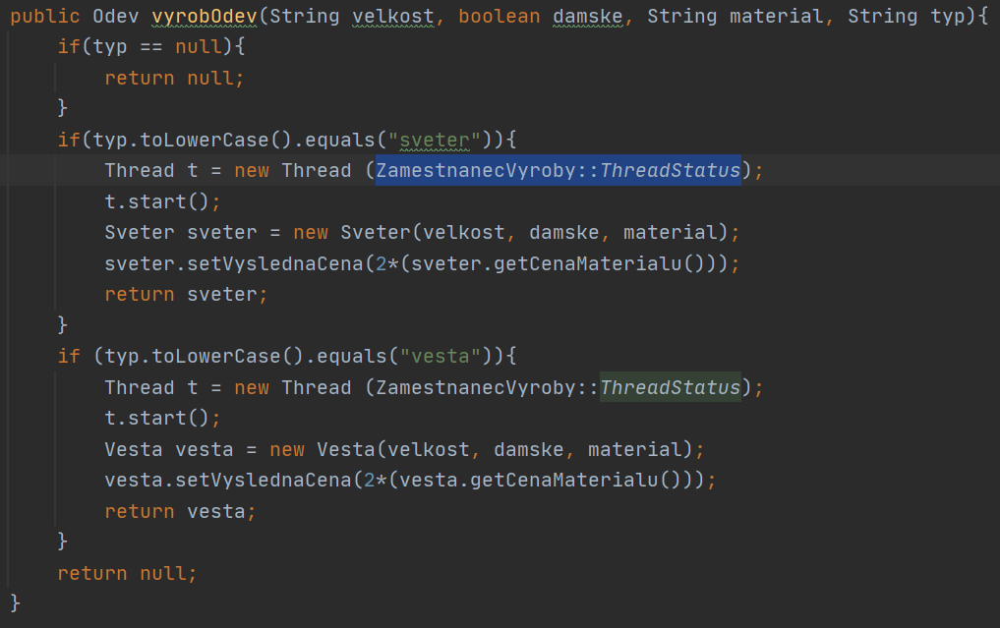 public Odev vyrobOdev(String velkost, boolean damske, String material, String typ){
    if(typ == null){
        return null;
    }
    if(typ.toLowerCase().equals("sveter")){
        Thread t = new Thread (ZamestnanecVyroby::ThreadStatus);
        t.start();
        Sveter sveter = new Sveter(velkost, damske, material);
        sveter.setVyslednaCena(2*(sveter.getCenaMaterialu()));
        return sveter;
    }
    if (typ.toLowerCase().equals("vesta")){
        Thread t = new Thread (ZamestnanecVyroby::ThreadStatus);
        t.start();
        Vesta vesta = new Vesta(velkost, damske, material);
        vesta.setVyslednaCena(2*(vesta.getCenaMaterialu()));
        return vesta;
    }
    return null;
}